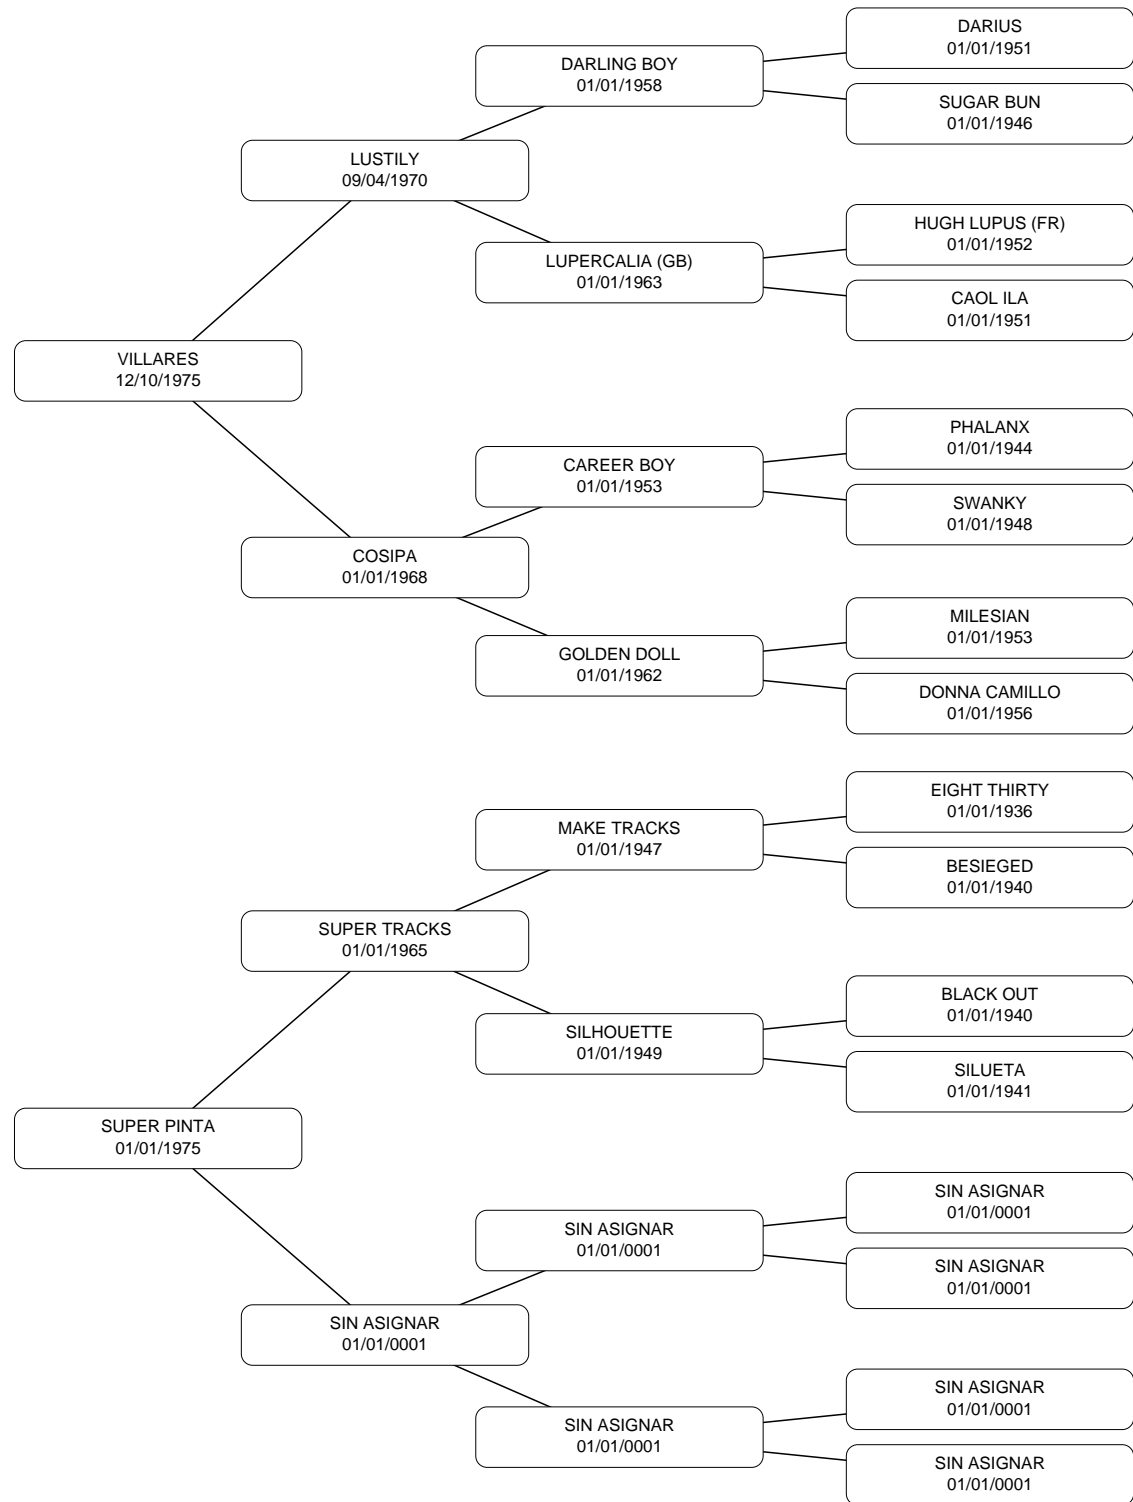 DARIUS
01/01/1951
DARLING BOY
01/01/1958
SUGAR BUN
01/01/1946
LUSTILY
09/04/1970
HUGH LUPUS (FR)
01/01/1952
LUPERCALIA (GB)
01/01/1963
CAOL ILA
01/01/1951
VILLARES
12/10/1975
PHALANX
01/01/1944
CAREER BOY
01/01/1953
SWANKY
01/01/1948
COSIPA
01/01/1968
MILESIAN
01/01/1953
GOLDEN DOLL
01/01/1962
DONNA CAMILLO
01/01/1956
EIGHT THIRTY
01/01/1936
MAKE TRACKS
01/01/1947
BESIEGED
01/01/1940
SUPER TRACKS
01/01/1965
BLACK OUT
01/01/1940
SILHOUETTE
01/01/1949
SILUETA
01/01/1941
SUPER PINTA
01/01/1975
SIN ASIGNAR
01/01/0001
SIN ASIGNAR
01/01/0001
SIN ASIGNAR
01/01/0001
SIN ASIGNAR
01/01/0001
SIN ASIGNAR
01/01/0001
SIN ASIGNAR
01/01/0001
SIN ASIGNAR
01/01/0001